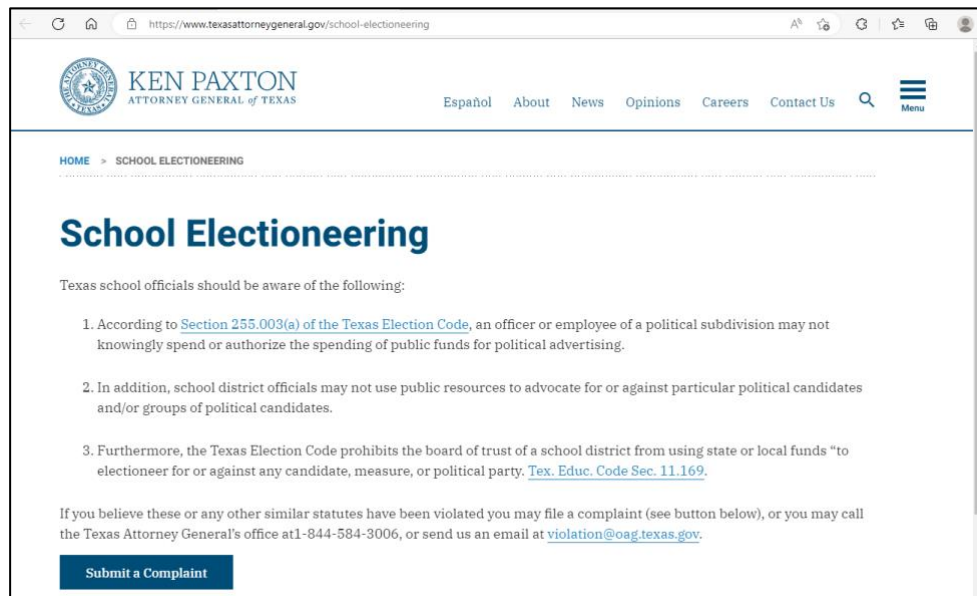 https://www.texasattorneygeneral.gov/school-electioneering
KEN PAXTON
ATTORNEY GENERAL of TEXAS
Español About News Opinions Careers Contact Us
Menu
HOME > SCHOOL ELECTIONEERING
School Electioneering
Texas school officials should be aware of the following:
1. According to Section 255.003(a) of the Texas Election Code, an officer or employee of a political subdivision may not
knowingly spend or authorize the spending of public funds for political advertising.
2. In addition, school district officials may not use public resources to advocate for or against particular political candidates
and/or groups of political candidates.
3. Furthermore, the Texas Election Code prohibits the board of trust of a school district from using state or local funds “to
electioneer for or against any candidate, measure, or political party. Tex. Educ. Code Sec. 11.169.
If you believe these or any other similar statutes have been violated you may file a complaint (see button below), or you may call
the Texas Attorney General’s office at1-844-584-3006, or send us an email at violation@oag.texas.gov.
Submit a Complaint